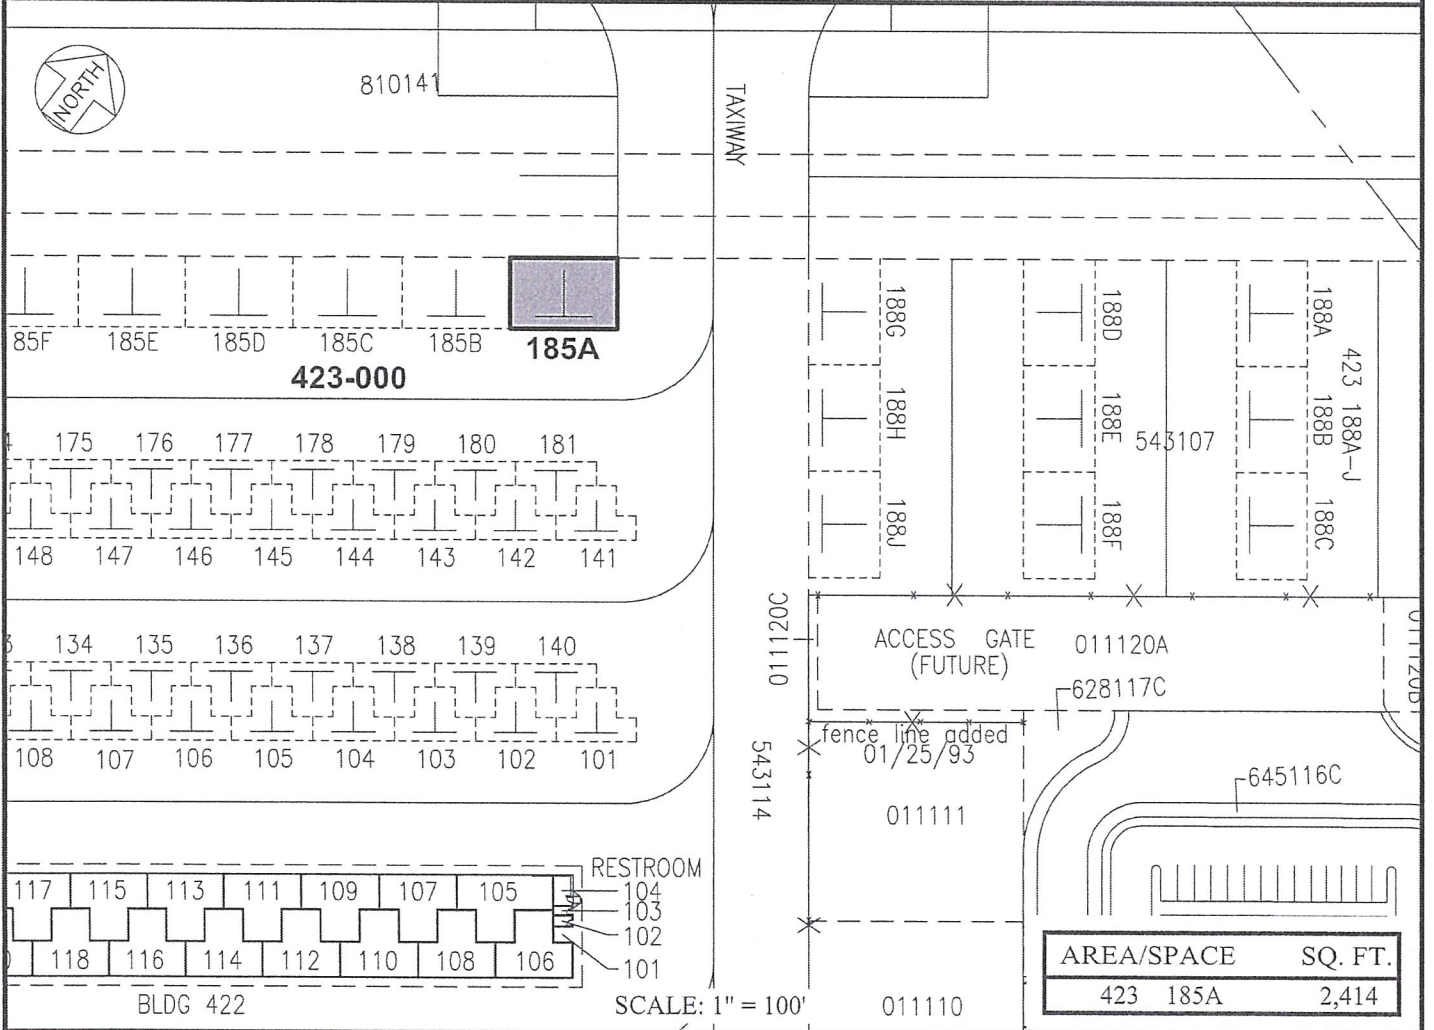 NORTH
810141
TAXIWAY
85F 185E 185D 185C 185B 185A
423-000
188G 188D 188A
188H 188E 188B
188J 188F 188C
423 188A-J
543107
175 176 177 178 179 180 181
148 147 146 145 144 143 142 141
134 135 136 137 138 139 140
108 107 106 105 104 103 102 101
011120C
ACCESS GATE 011120A
(FUTURE)
011120B
628117C
fence line added
01/25/93
543114
645116C
011111
RESTROOM
117 115 113 111 109 107 105 104
103
102
118 116 114 112 110 108 106 101
BLDG 422
SCALE: 1" = 100'
011110
AREA/SPACE SQ. FT.
423 185A 2,414